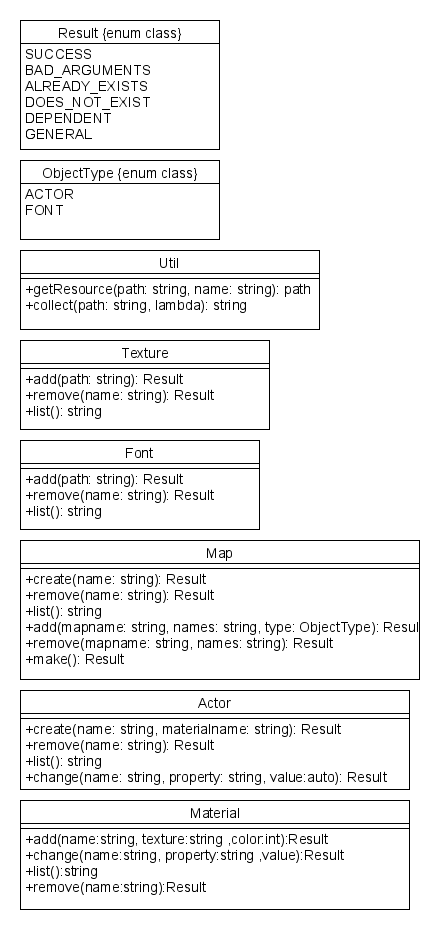 Result {enum class}
SUCCESS
BAD_ARGUMENTS
ALREADY_EXISTS
DOES_NOT_EXIST
DEPENDENT
GENERAL
ObjectType {enum class}
ACTOR
FONT
Util
+getResource(path: string, name: string): path
+collect(path: string, lambda): string
Texture
+add(path: string): Result
+remove(name: string): Result
+list(): string
Font
+add(path: string): Result
+remove(name: string): Result
+list(): string
Map
+create(name: string): Result
+remove(name: string): Result
+list(): string
+add(mapname: string, names: string, type: ObjectType): Resul
+remove(mapname: string, names: string): Result
+make(): Result
Actor
+create(name: string, materialname: string): Result
+remove(name: string): Result
+list(): string
+change(name: string, property: string, value:auto): Result
Material
+add(name:string, texture:string ,color:int):Result
+change(name:string, property:string ,value):Result
+list():string
+remove(name:string):Result